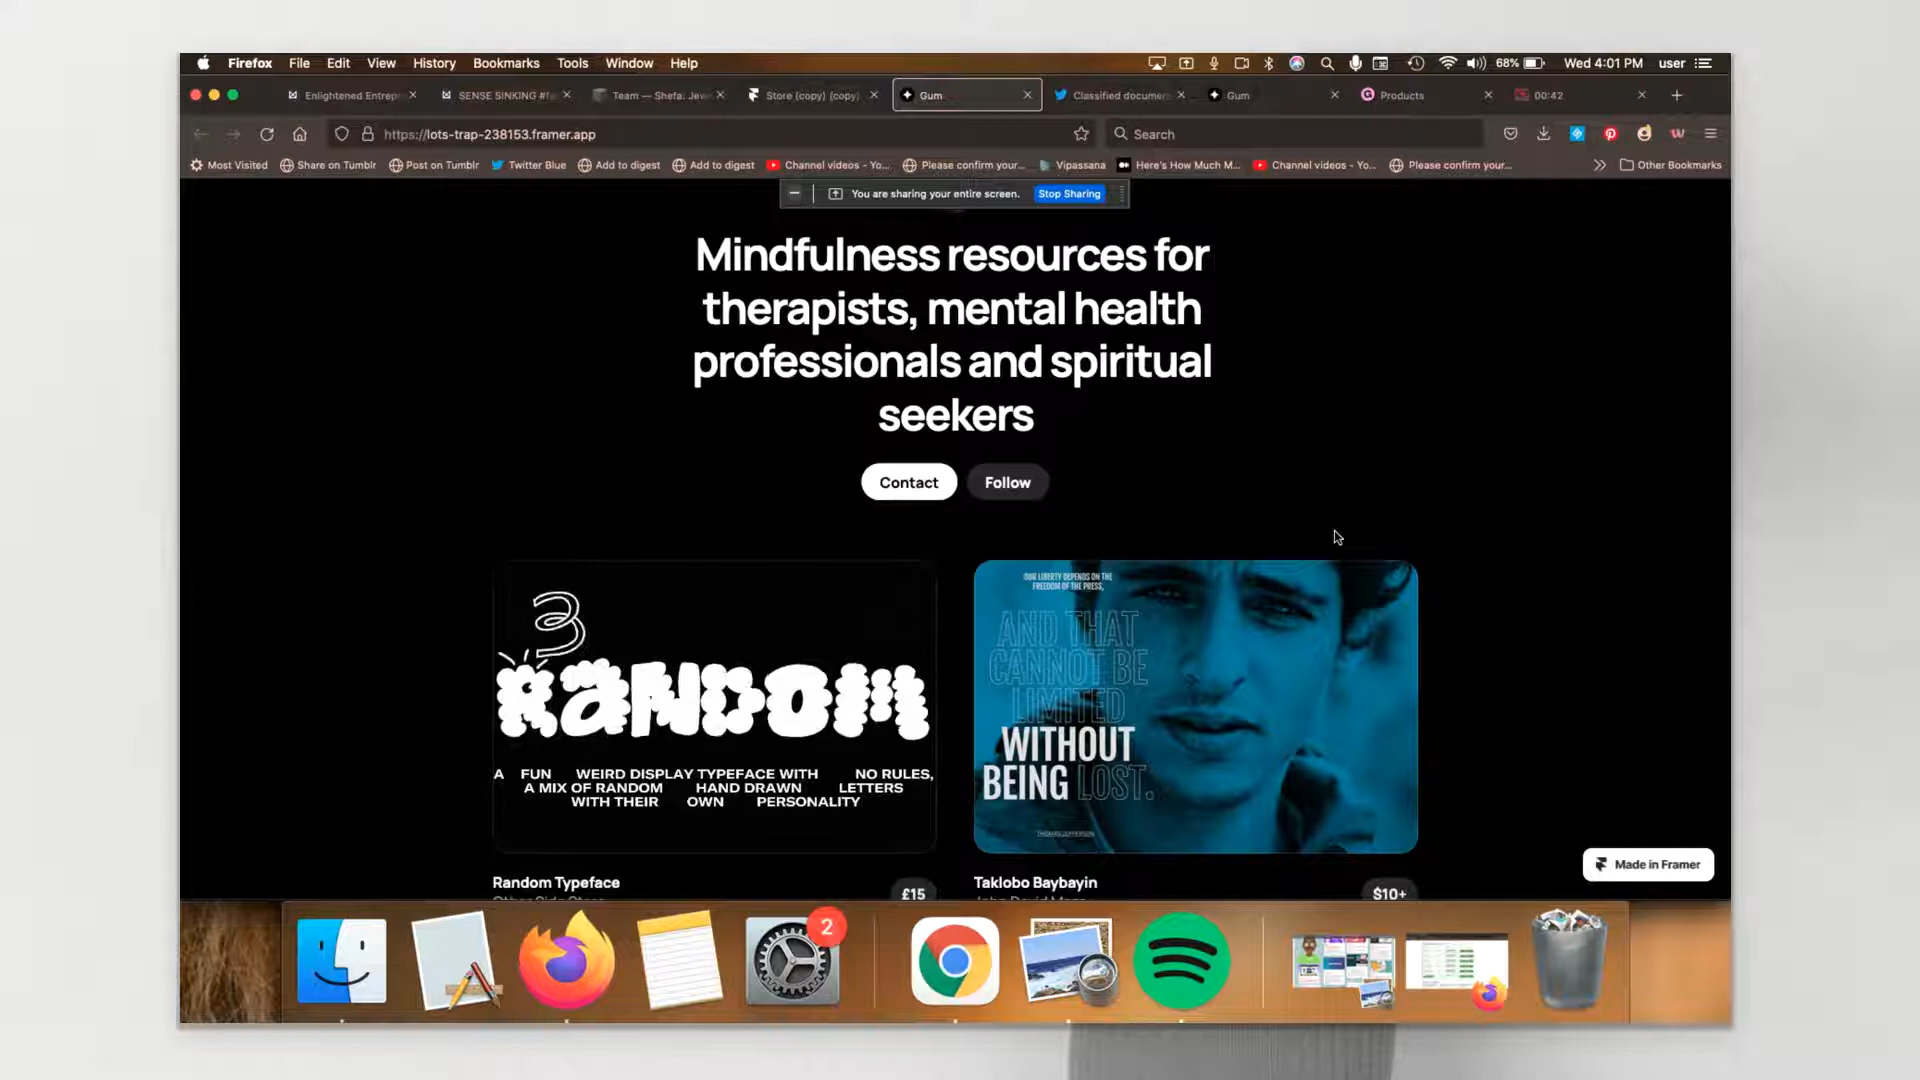 Firefox File Edit View History Bookmarks Tools Window Help 68% Wed 4:01 PM user
Enlightened Entrep SENSE SINKING Team — Shefa: Jew Store (copy) (copy) Gum Classified documen Gum Products 00:42
https://lots-trap-238153.framer.app Search
Most Visited Share on Tumblr Post on Tumblr Twitter Blue Add to digest Add to digest Channel videos - Yo... Please confirm your... Vipassana Here's How Much M... Channel videos - Yo... Please confirm your... Other Bookmarks
You are sharing your entire screen. Stop Sharing
Mindfulness resources for
therapists, mental health
professionals and spiritual
seekers
Contact Follow
3
RANDOM
A FUN WEIRD DISPLAY TYPEFACE WITH NO RULES,
A MIX OF RANDOM HAND DRAWN LETTERS
WITH THEIR OWN PERSONALITY
OUR LIBERTY DEPENDS ON THE
FREEDOM OF THE PRESS,
AND THAT
CANNOT BE
LIMITED
WITHOUT
BEING LOST.
THOMAS JEFFERSON
Made in Framer
Random Typeface
£15
Taklobo Baybayin
$10+
2